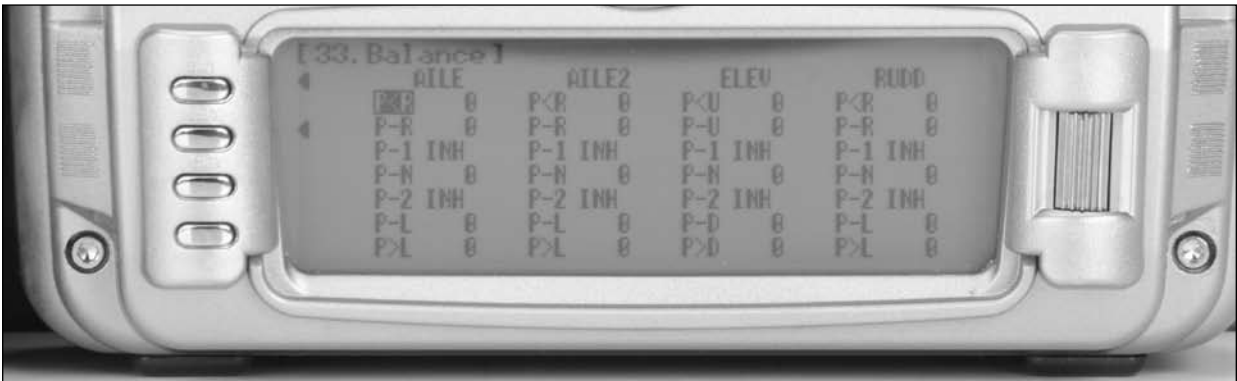 [33.Balance]
AILE AILE2 ELEV RUDD
P<R 0 P<R 0 P<U 0 P<R 0
P-R 0 P-R 0 P-U 0 P-R 0
P-1 INH P-1 INH P-1 INH P-1 INH
P-N 0 P-N 0 P-N 0 P-N 0
P-2 INH P-2 INH P-2 INH P-2 INH
P-L 0 P-L 0 P-D 0 P-L 0
P>L 0 P>L 0 P>D 0 P>L 0